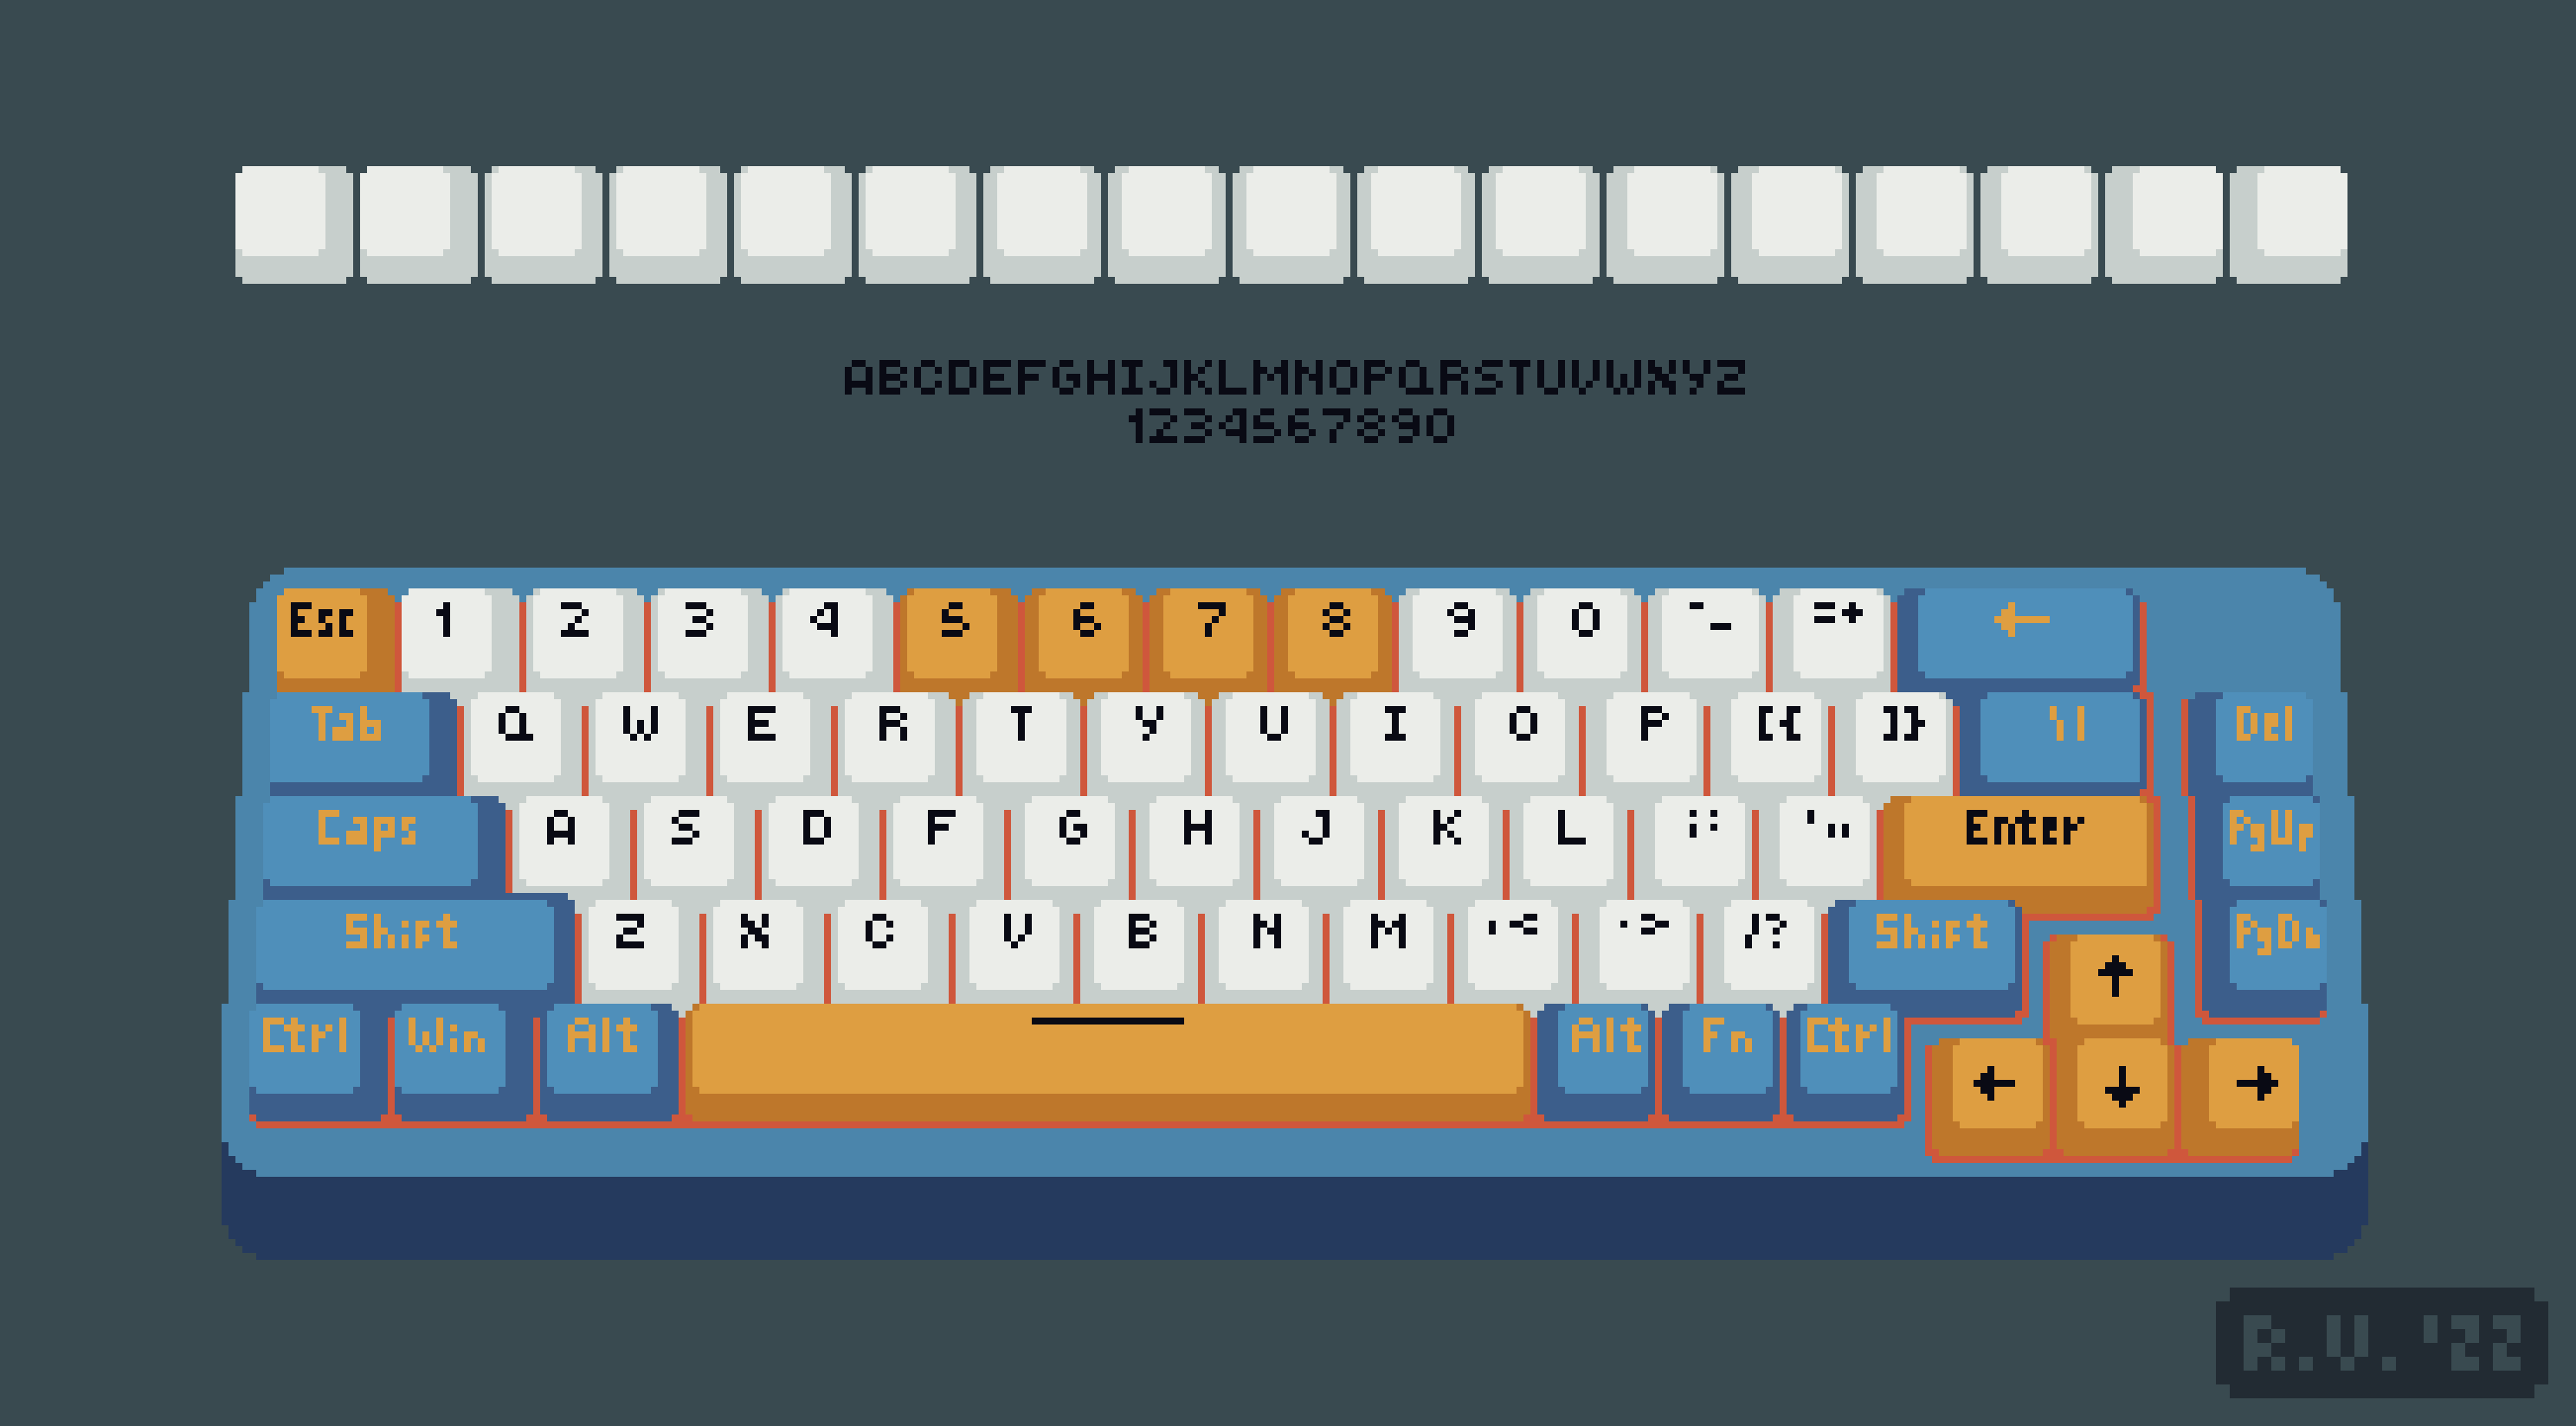 ABCDEFGHIJKLMNOPQRSTUVWXYZ
1234567890
Esc 1 2 3 4 5 6 7 8 9 0 -_ =+ ←
Tab Q W E R T Y U I O P [{ ]} \| Del
Caps A S D F G H J K L ;: '" Enter PgUp
Shift Z X C V B N M ,< .> /? Shift ↑ PgDn
Ctrl Win Alt Alt Fn Ctrl ← ↓ →
R.U.'22